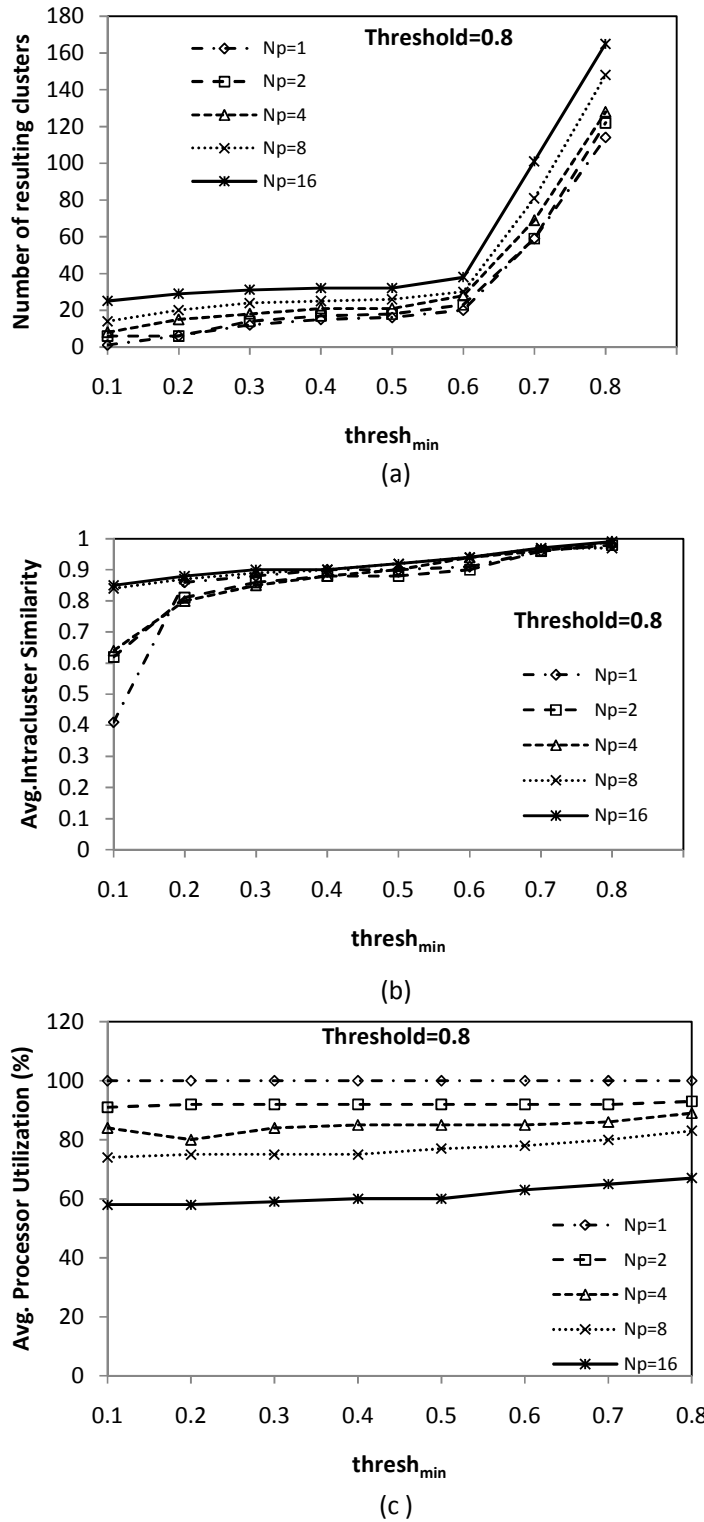 Threshold=0.8
Number of resulting clusters
180
160
140
120
100
80
60
40
20
0
Np=1
Np=2
Np=4
Np=8
Np=16
0.1 0.2 0.3 0.4 0.5 0.6 0.7 0.8
thresh_min
(a)
Avg.Intracluster Similarity
1
0.9
0.8
0.7
0.6
0.5
0.4
0.3
0.2
0.1
0
Threshold=0.8
Np=1
Np=2
Np=4
Np=8
Np=16
0.1 0.2 0.3 0.4 0.5 0.6 0.7 0.8
thresh_min
(b)
Avg. Processor Utilization (%)
120
100
80
60
40
20
0
Threshold=0.8
Np=1
Np=2
Np=4
Np=8
Np=16
0.1 0.2 0.3 0.4 0.5 0.6 0.7 0.8
thresh_min
(c )